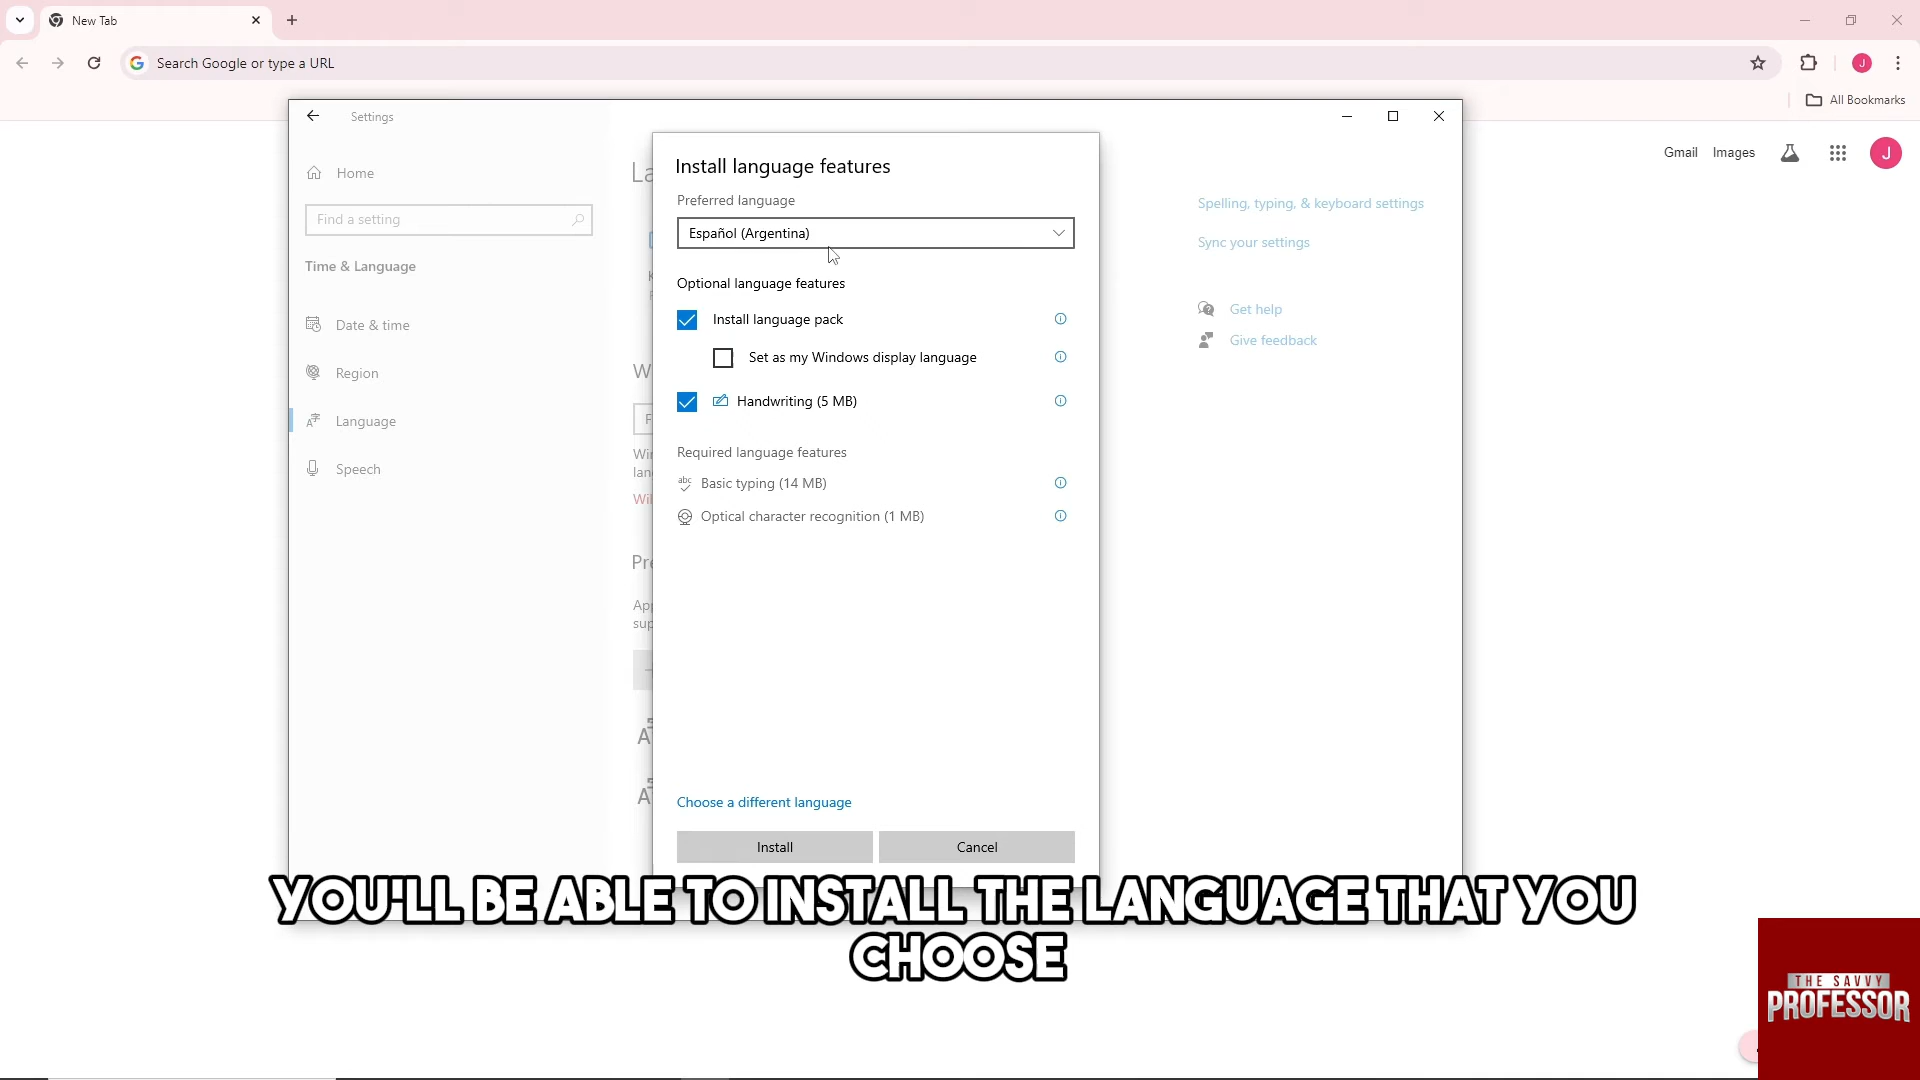 New Tab
Search Google or type a URL
All Bookmarks
Gmail
Images
J
J
Settings
Home
Find a setting
Time & Language
Date & time
Region
Language
Speech
Install language features
Preferred language
Español (Argentina)
Optional language features
Install language pack
Set as my Windows display language
Handwriting (5 MB)
Required language features
abc
Basic typing (14 MB)
Optical character recognition (1 MB)
Choose a different language
Install
Cancel
Spelling, typing, & keyboard settings
Sync your settings
Get help
Give feedback
YOU'LL BE ABLE TO INSTALL THE LANGUAGE THAT YOU
CHOOSE
THE SAVVY
PROFESSOR